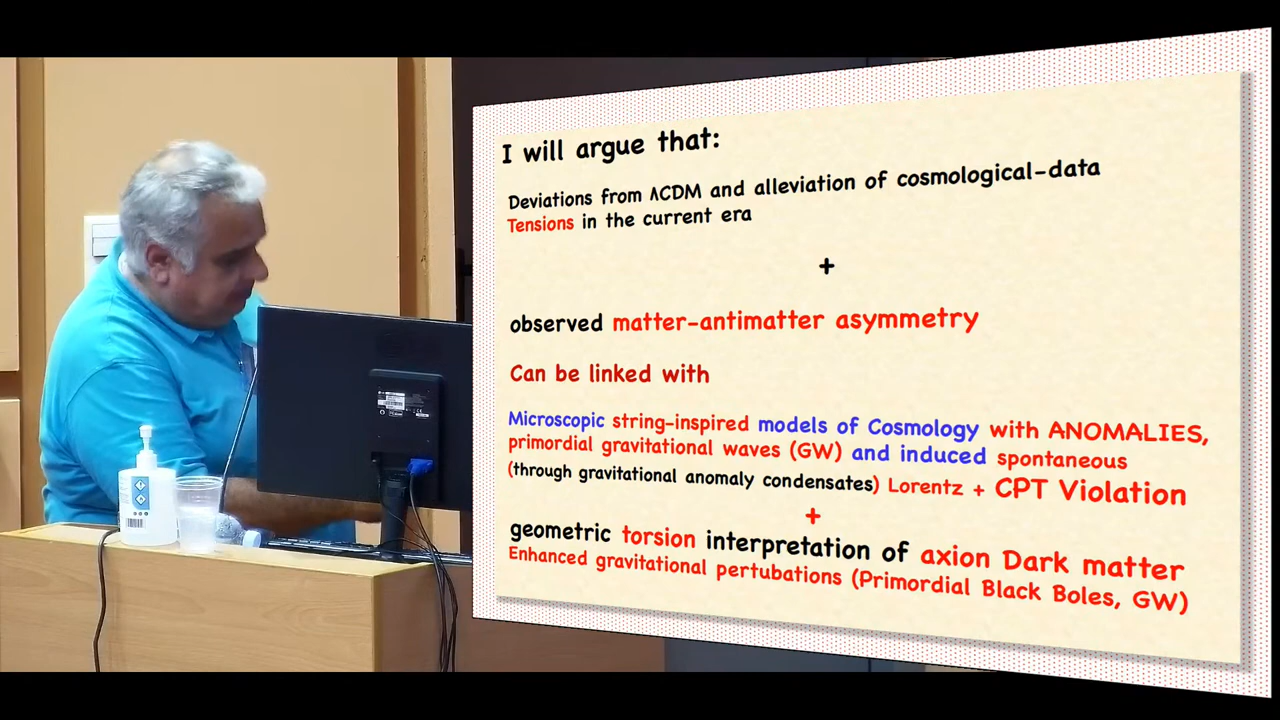 I will argue that:
Deviations from ΛCDM and alleviation of cosmological-data
Tensions in the current era
+
observed matter-antimatter asymmetry
Can be linked with
Microscopic string-inspired models of Cosmology with ANOMALIES,
primordial gravitational waves (GW) and induced spontaneous
(through gravitational anomaly condensates) Lorentz + CPT Violation
+
geometric torsion interpretation of axion Dark matter
Enhanced gravitational pertubations (Primordial Black Boles, GW)